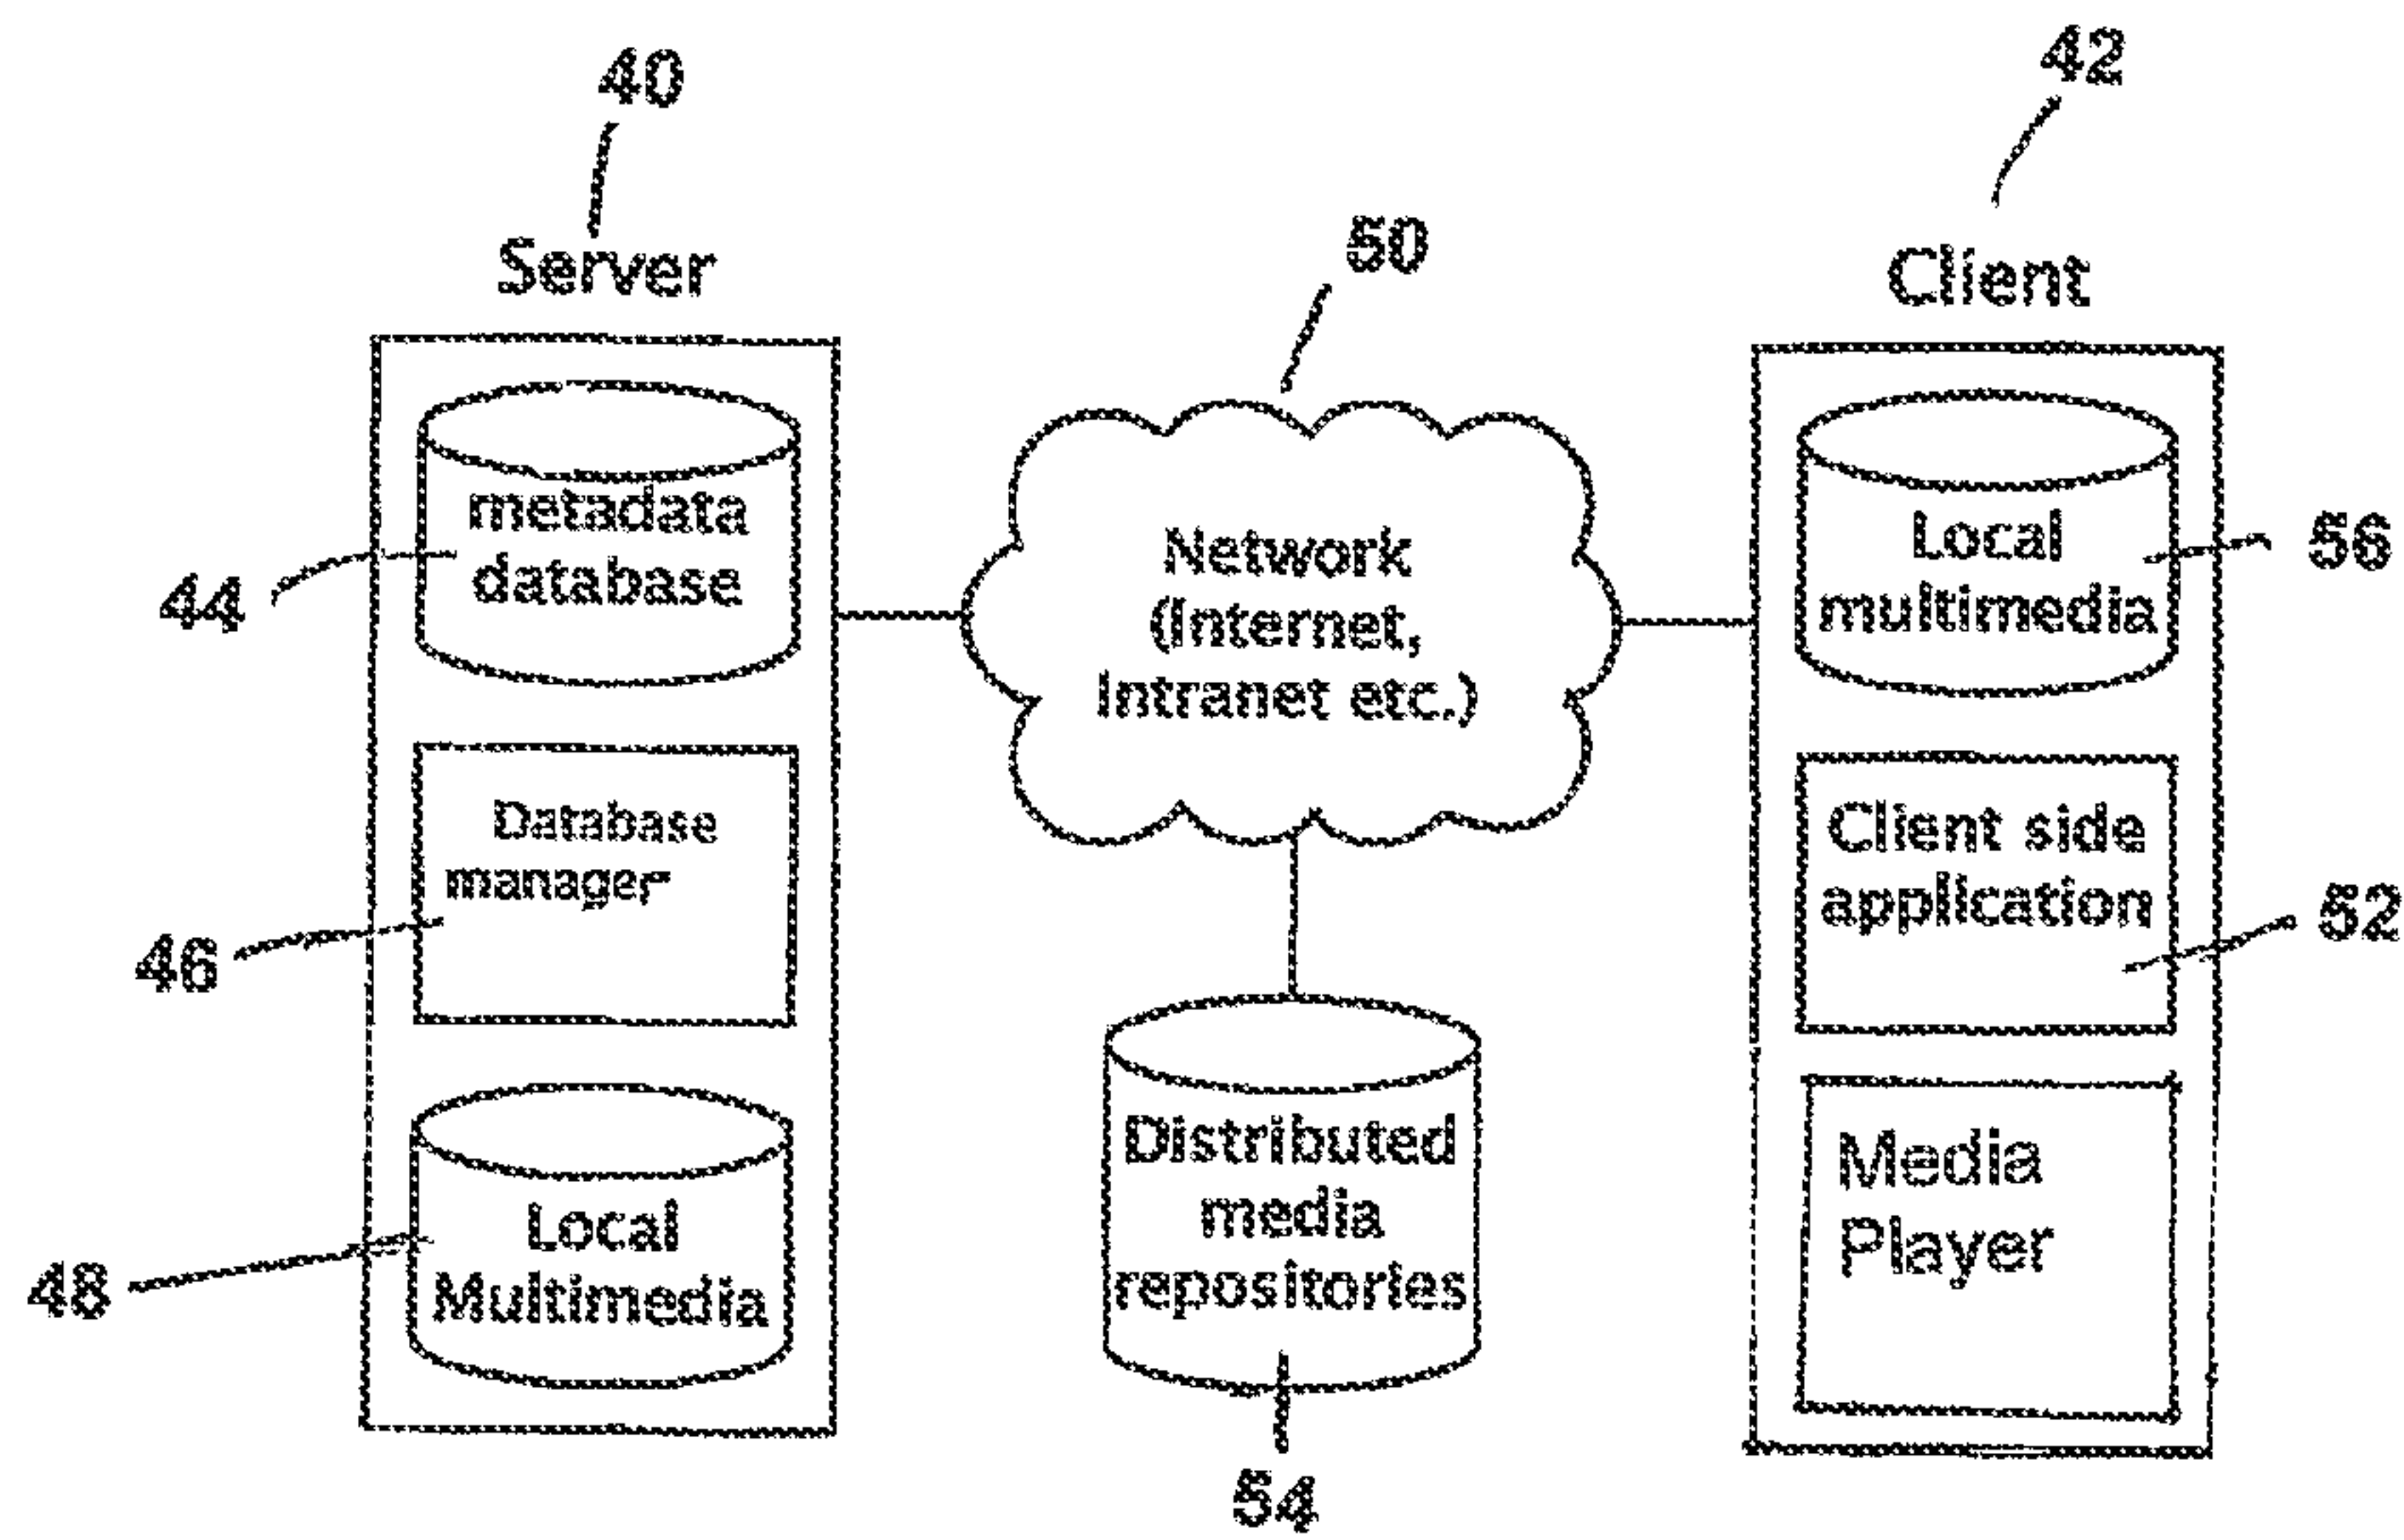 40
Server
metadata
database
44
Database
manager
46
Local
Multimedia
48
50
Network
(Internet,
Intranet etc.)
Distributed
media
repositories
54
42
Client
Local
multimedia
56
Client side
application
52
Media
Player